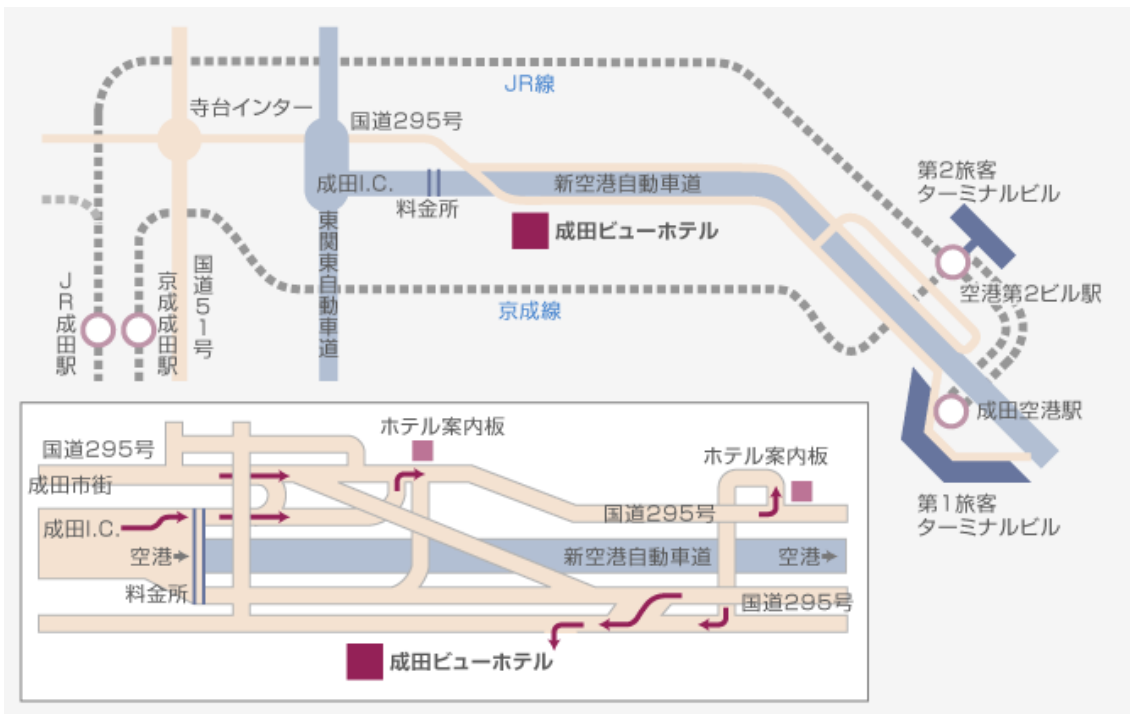 JR線
寺台インター
国道295号
成田I.C.
料金所
新空港自動車道
第2旅客
ターミナルビル
成田ビューホテル
東関東自動車道
国道51号
京成成田駅
JR成田駅
京成線
空港第2ビル駅
成田空港駅
第1旅客
ターミナルビル
ホテル案内板
国道295号
成田市街
ホテル案内板
成田I.C.
国道295号
空港
新空港自動車道
空港
料金所
国道295号
成田ビューホテル